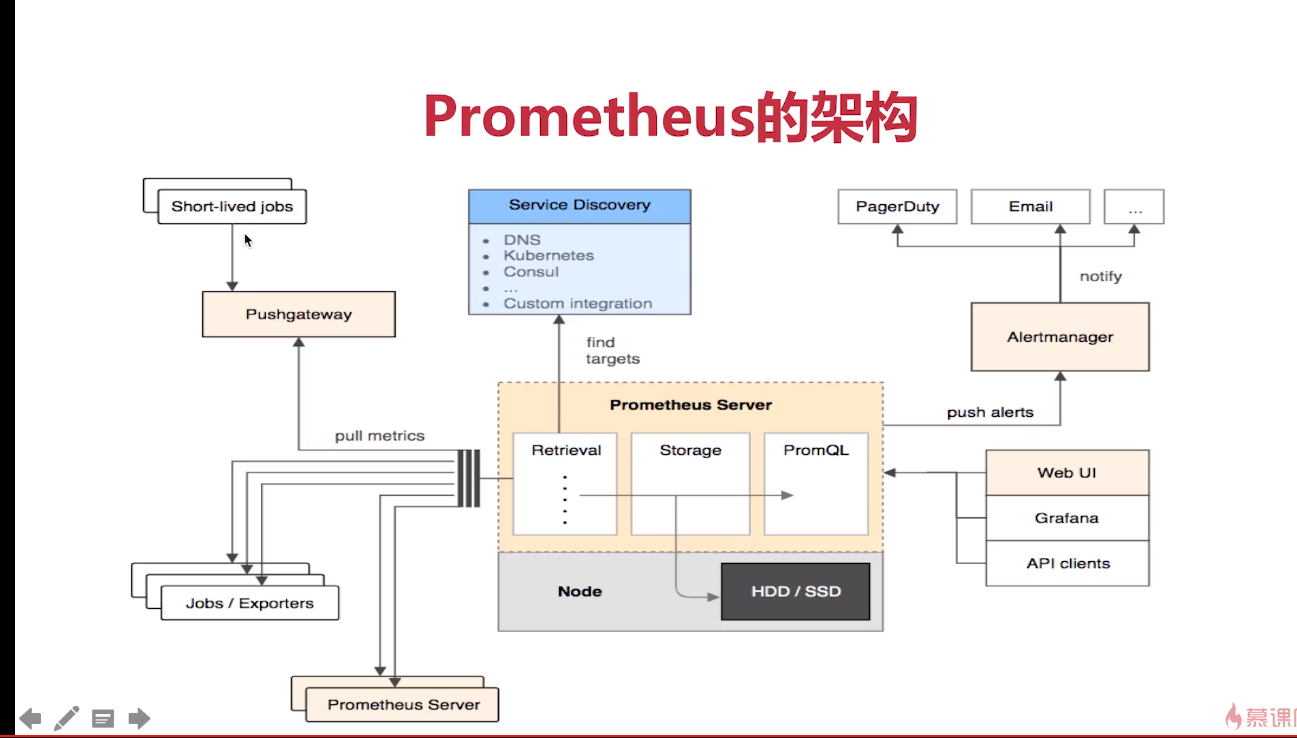 Prometheus的架构
Short-lived jobs
Service Discovery
DNS
Kubernetes
Consul
...
Custom integration
PagerDuty
Email
...
notify
Pushgateway
Alertmanager
find
targets
push alerts
Prometheus Server
pull metrics
Retrieval
Storage
PromQL
Web UI
Grafana
API clients
Node
HDD / SSD
Jobs / Exporters
Prometheus Server
慕课